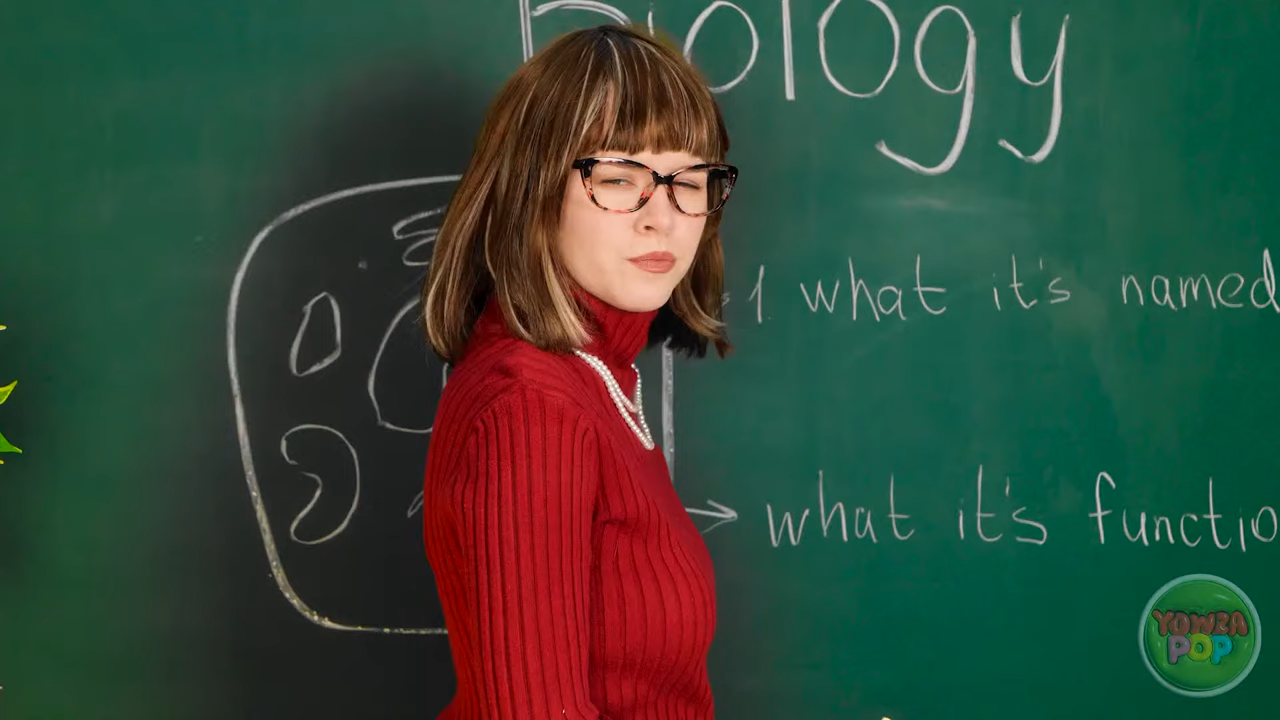 Biology
1. what it's named
what it's functio
YOWZA
POP